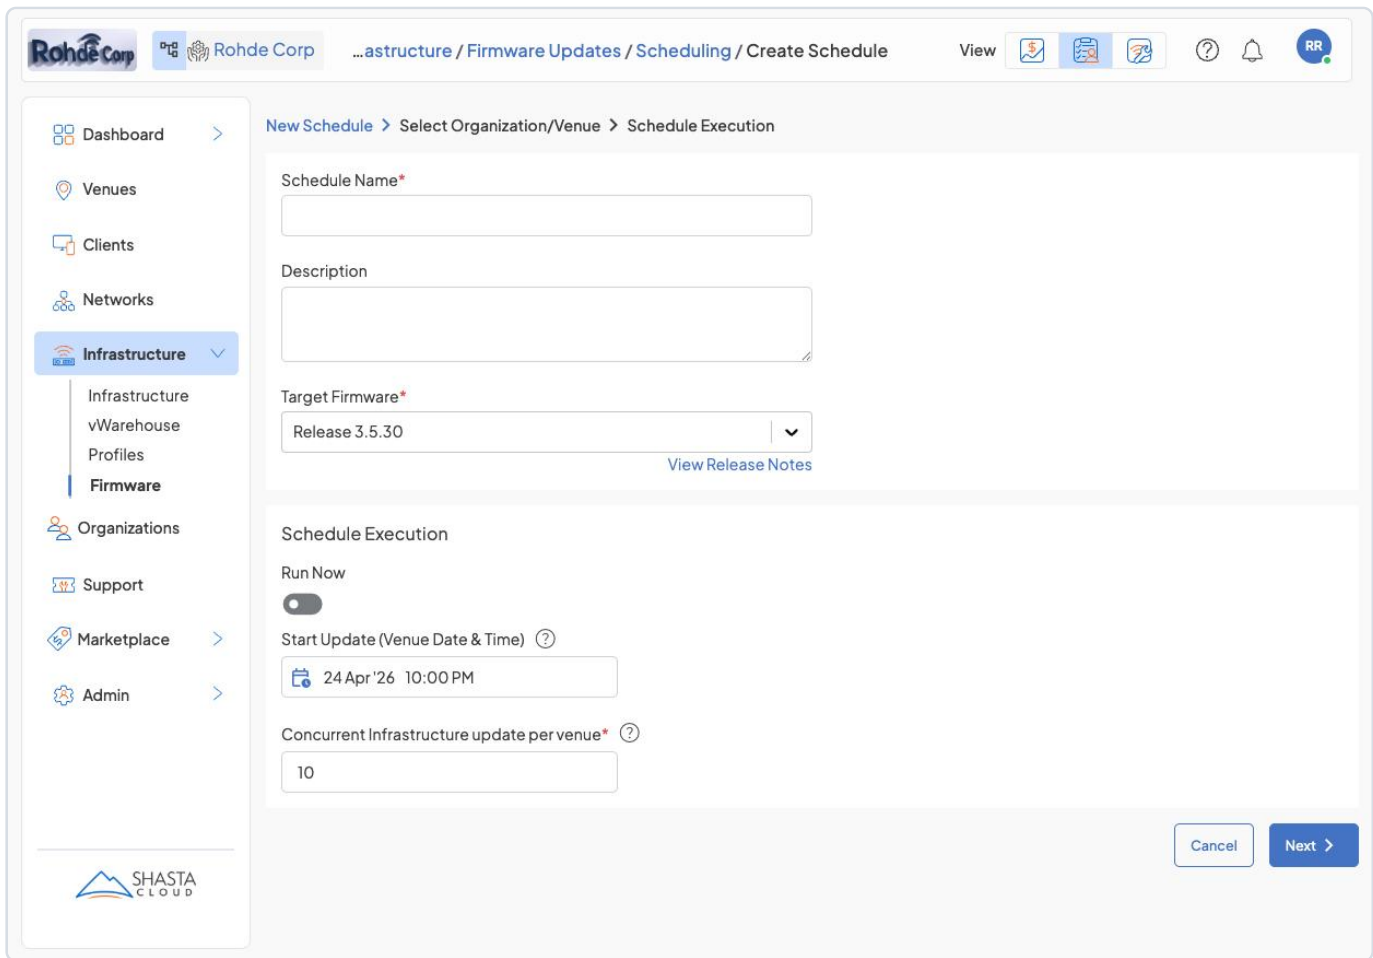 Rohde Corp
Rohde Corp
...astructure / Firmware Updates / Scheduling / Create Schedule
View
RR
Dashboard
Venues
Clients
Networks
Infrastructure
Infrastructure
vWarehouse
Profiles
Firmware
Organizations
Support
Marketplace
Admin
SHASTA
CLOUD
New Schedule > Select Organization/Venue > Schedule Execution
Schedule Name*
Description
Target Firmware*
Release 3.5.30
View Release Notes
Schedule Execution
Run Now
Start Update (Venue Date & Time) ?
24 Apr '26 10:00 PM
Concurrent Infrastructure update per venue* ?
10
Cancel
Next >